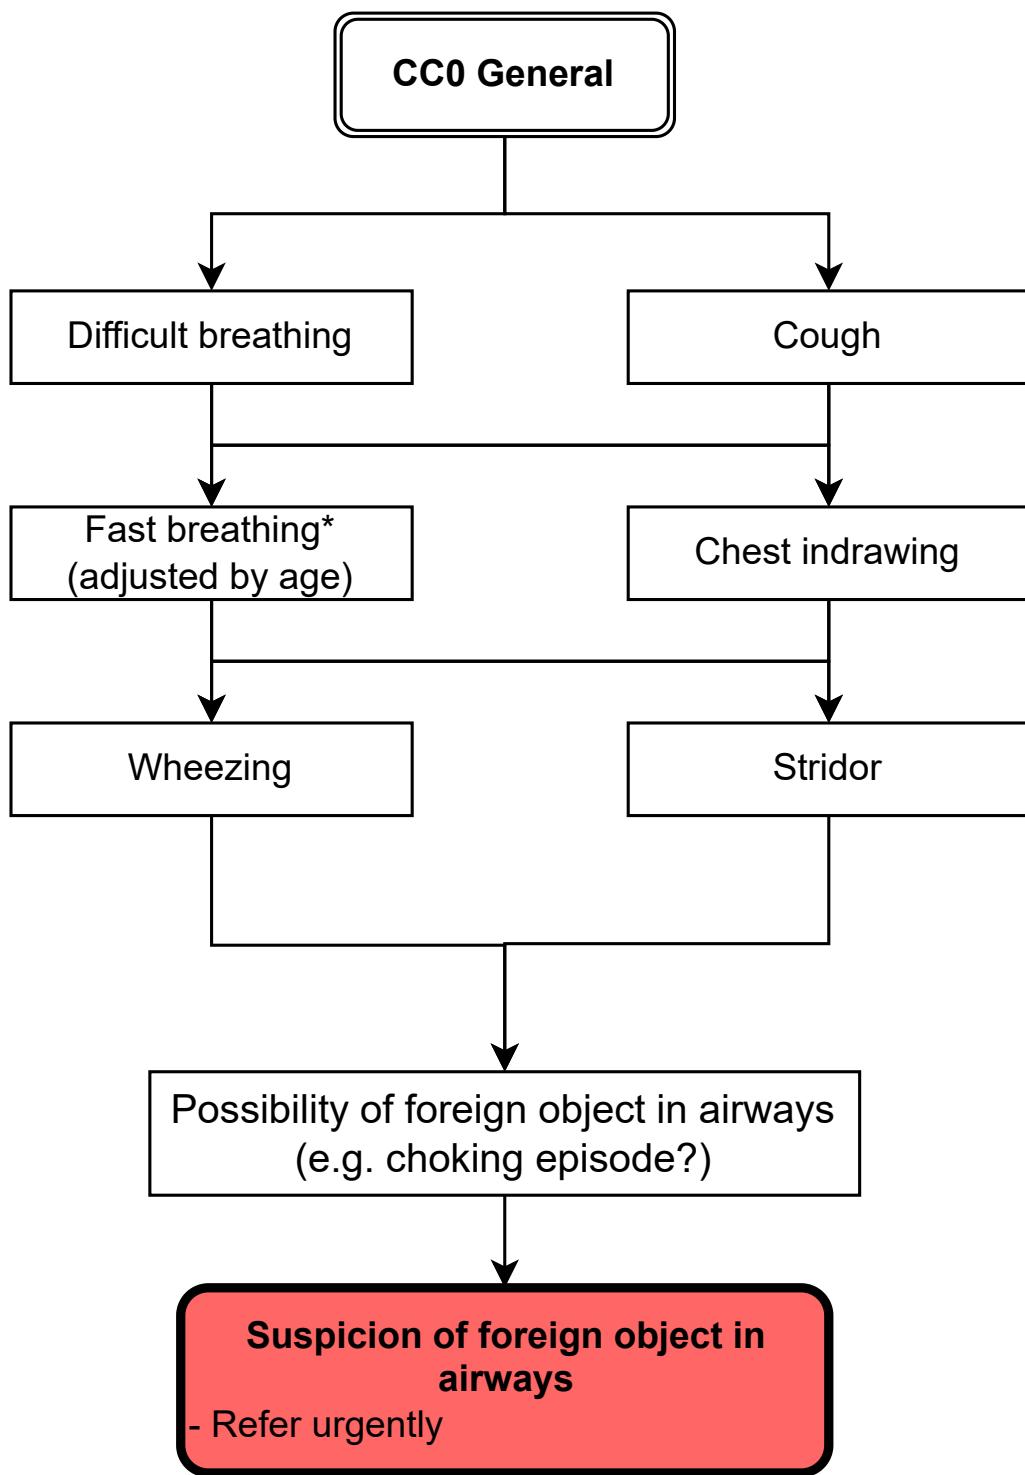 CC0 General
Difficult breathing
Cough
Fast breathing*
(adjusted by age)
Chest indrawing
Wheezing
Stridor
Possibility of foreign object in airways
(e.g. choking episode?)
Suspicion of foreign object in
airways
- Refer urgently